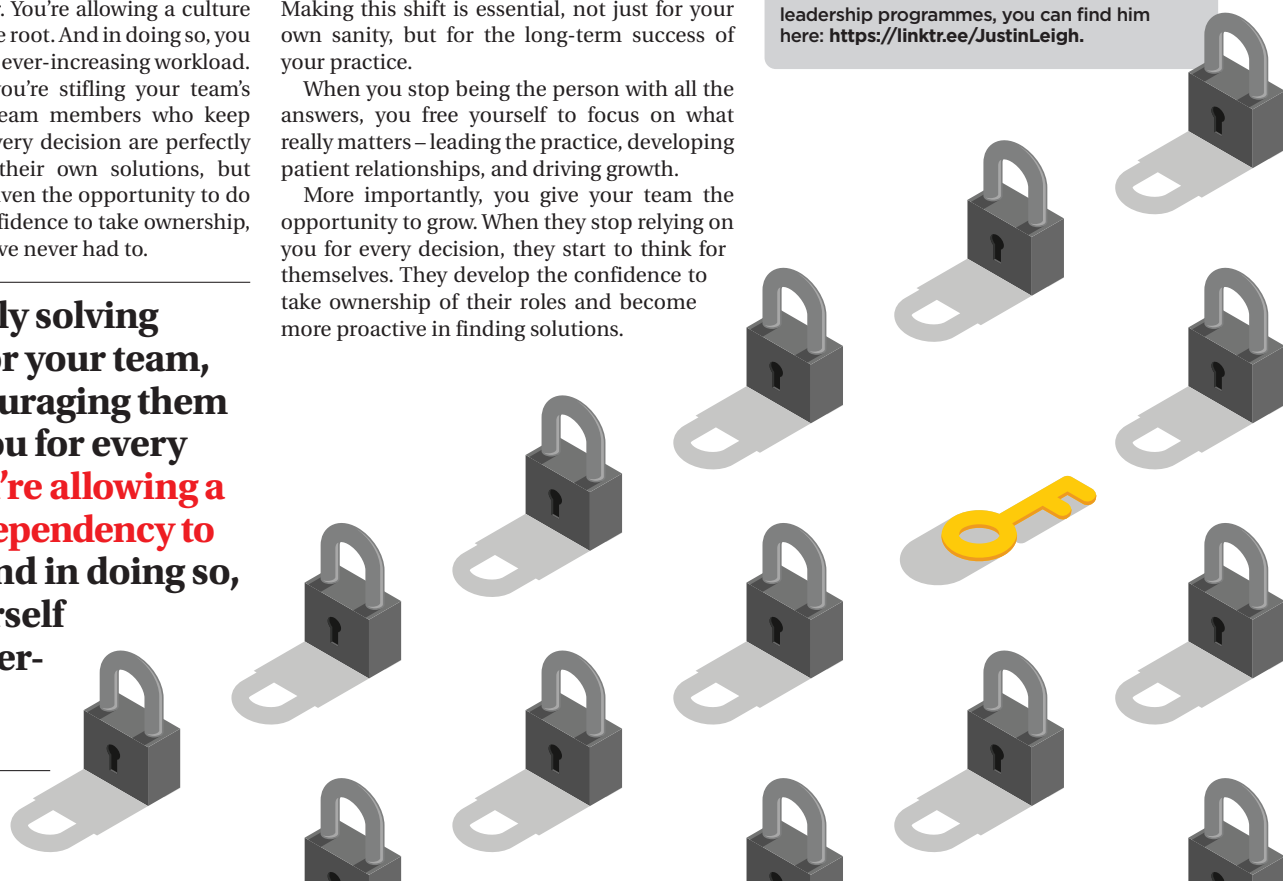 . You're allowing a culture
e root. And in doing so, you
ever-increasing workload.
you're stifling your team's
eam members who keep
very decision are perfectly
their own solutions, but
iven the opportunity to do
fidence to take ownership,
ve never had to.
ly solving
or your team,
ouraging them
ou for every
're allowing a
ependency to
nd in doing so,
rself
er-
Making this shift is essential, not just for your
own sanity, but for the long-term success of
your practice.
When you stop being the person with all the
answers, you free yourself to focus on what
really matters – leading the practice, developing
patient relationships, and driving growth.
More importantly, you give your team the
opportunity to grow. When they stop relying on
you for every decision, they start to think for
themselves. They develop the confidence to
take ownership of their roles and become
more proactive in finding solutions.
leadership programmes, you can find him
here: https://linktr.ee/JustinLeigh.